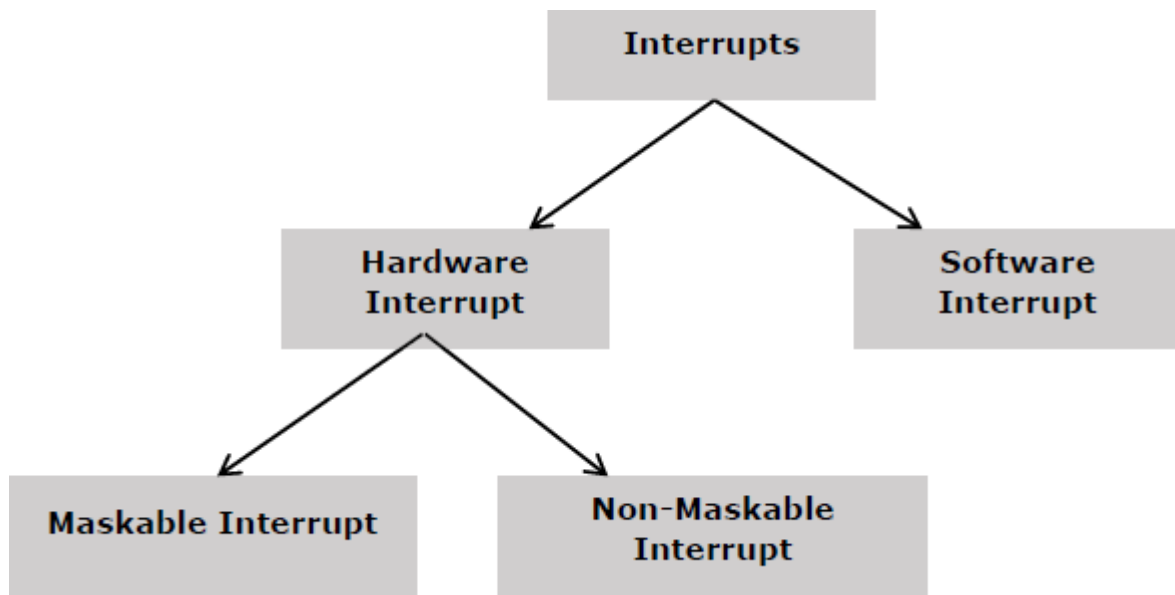 Interrupts
Hardware
Interrupt
Software
Interrupt
Maskable Interrupt
Non-Maskable
Interrupt